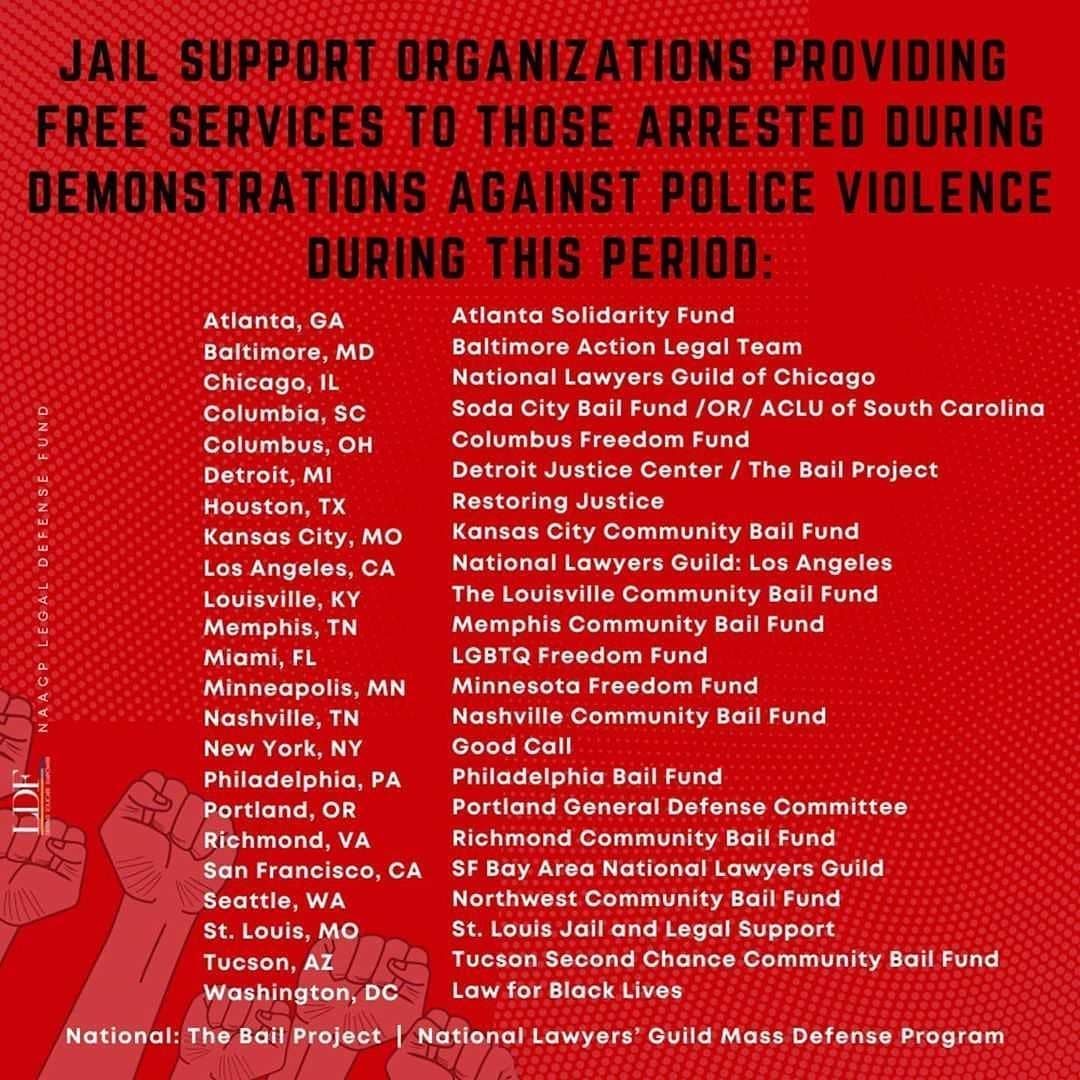 JAIL SUPPORT ORGANIZATIONS PROVIDING
FREE SERVICES TO THOSE ARRESTED DURING
DEMONSTRATIONS AGAINST POLICE VIOLENCE
DURING THIS PERIOD:
Atlanta, GA Atlanta Solidarity Fund
Baltimore, MD Baltimore Action Legal Team
Chicago, IL National Lawyers Guild of Chicago
Columbia, SC Soda City Bail Fund /OR/ ACLU of South Carolina
Columbus, OH Columbus Freedom Fund
Detroit, MI Detroit Justice Center / The Bail Project
Houston, TX Restoring Justice
Kansas City, MO Kansas City Community Bail Fund
Los Angeles, CA National Lawyers Guild: Los Angeles
Louisville, KY The Louisville Community Bail Fund
Memphis, TN Memphis Community Bail Fund
Miami, FL LGBTQ Freedom Fund
Minneapolis, MN Minnesota Freedom Fund
Nashville, TN Nashville Community Bail Fund
New York, NY Good Call
Philadelphia, PA Philadelphia Bail Fund
Portland, OR Portland General Defense Committee
Richmond, VA Richmond Community Bail Fund
San Francisco, CA SF Bay Area National Lawyers Guild
Seattle, WA Northwest Community Bail Fund
St. Louis, MO St. Louis Jail and Legal Support
Tucson, AZ Tucson Second Chance Community Bail Fund
Washington, DC Law for Black Lives
National: The Bail Project | National Lawyers' Guild Mass Defense Program
NAACP LEGAL DEFENSE FUND
LDF